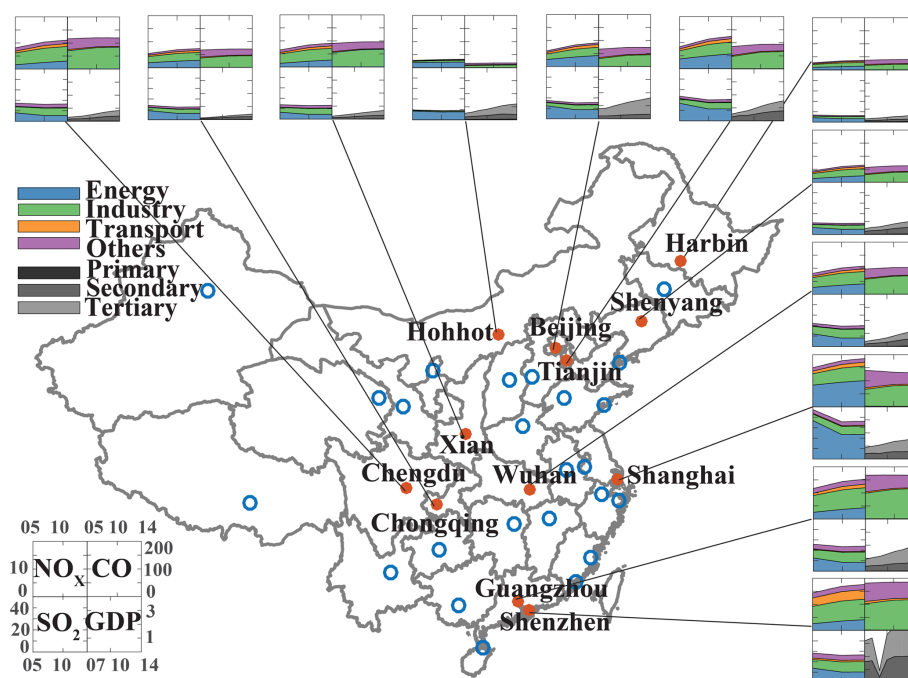 Energy
Industry
Transport
Others
Primary
Secondary
Tertiary
Harbin
Shenyang
Hohhot
Beijing
Tianjin
Xian
Chengdu
Wuhan
Shanghai
Chongqing
Guangzhou
Shenzhen
05 10 05 10 14
NOX CO
10
0
200
100
0
SO2 GDP
40
20
0
3
1
05 10 07 10 14